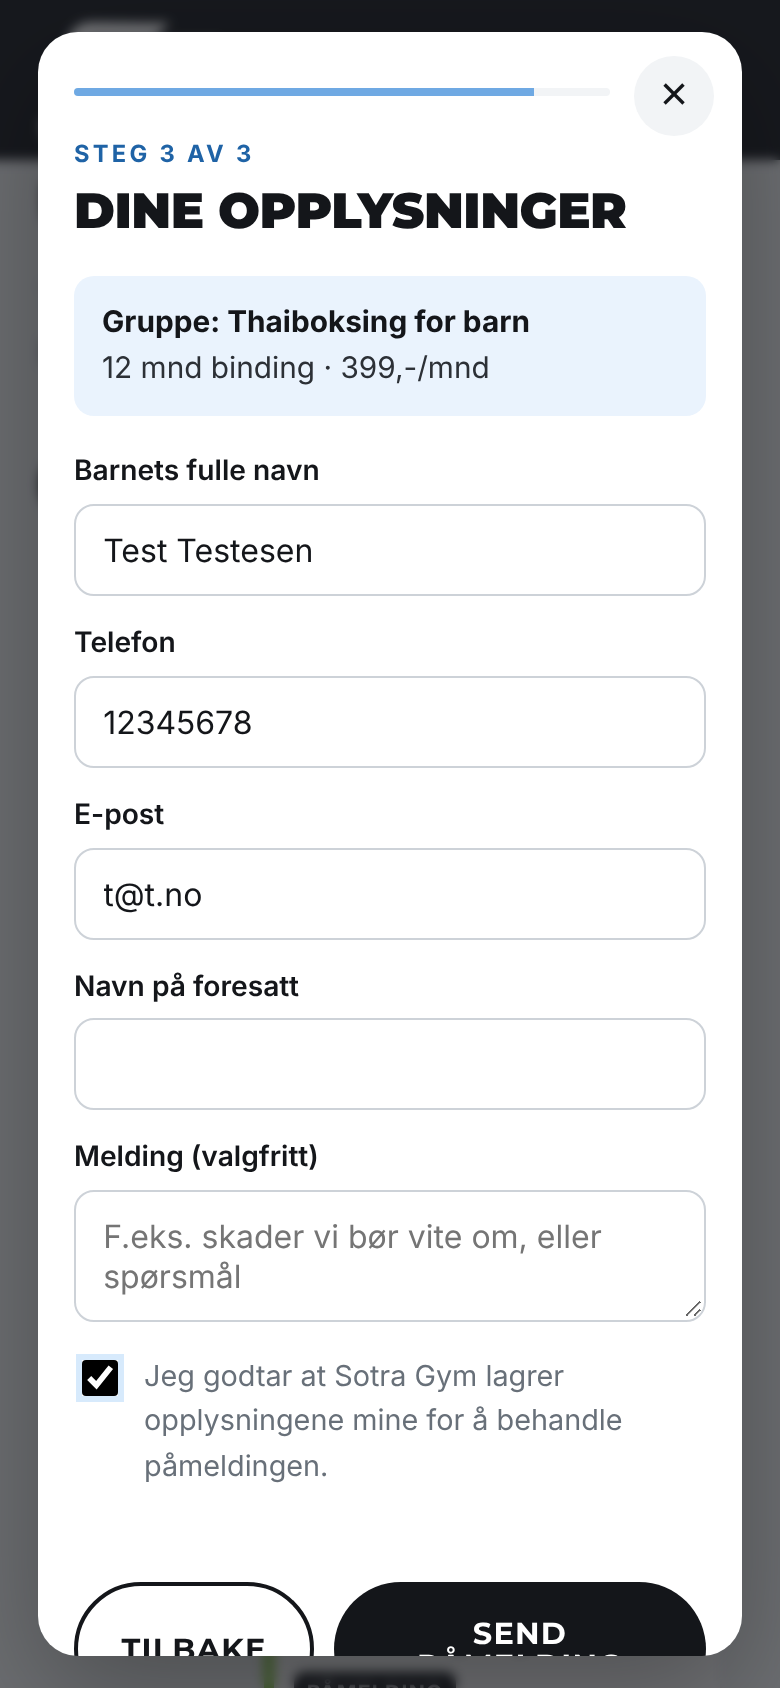 STEG 3 AV 3
DINE OPPLYSNINGER
Gruppe: Thaiboksing for barn
12 mnd binding · 399,-/mnd
Barnets fulle navn
Test Testesen
Telefon
12345678
E-post
t@t.no
Navn på foresatt
Melding (valgfritt)
F.eks. skader vi bør vite om, eller
spørsmål
Jeg godtar at Sotra Gym lagrer
opplysningene mine for å behandle
påmeldingen.
TILBAKE
SEND
PÅMELDING